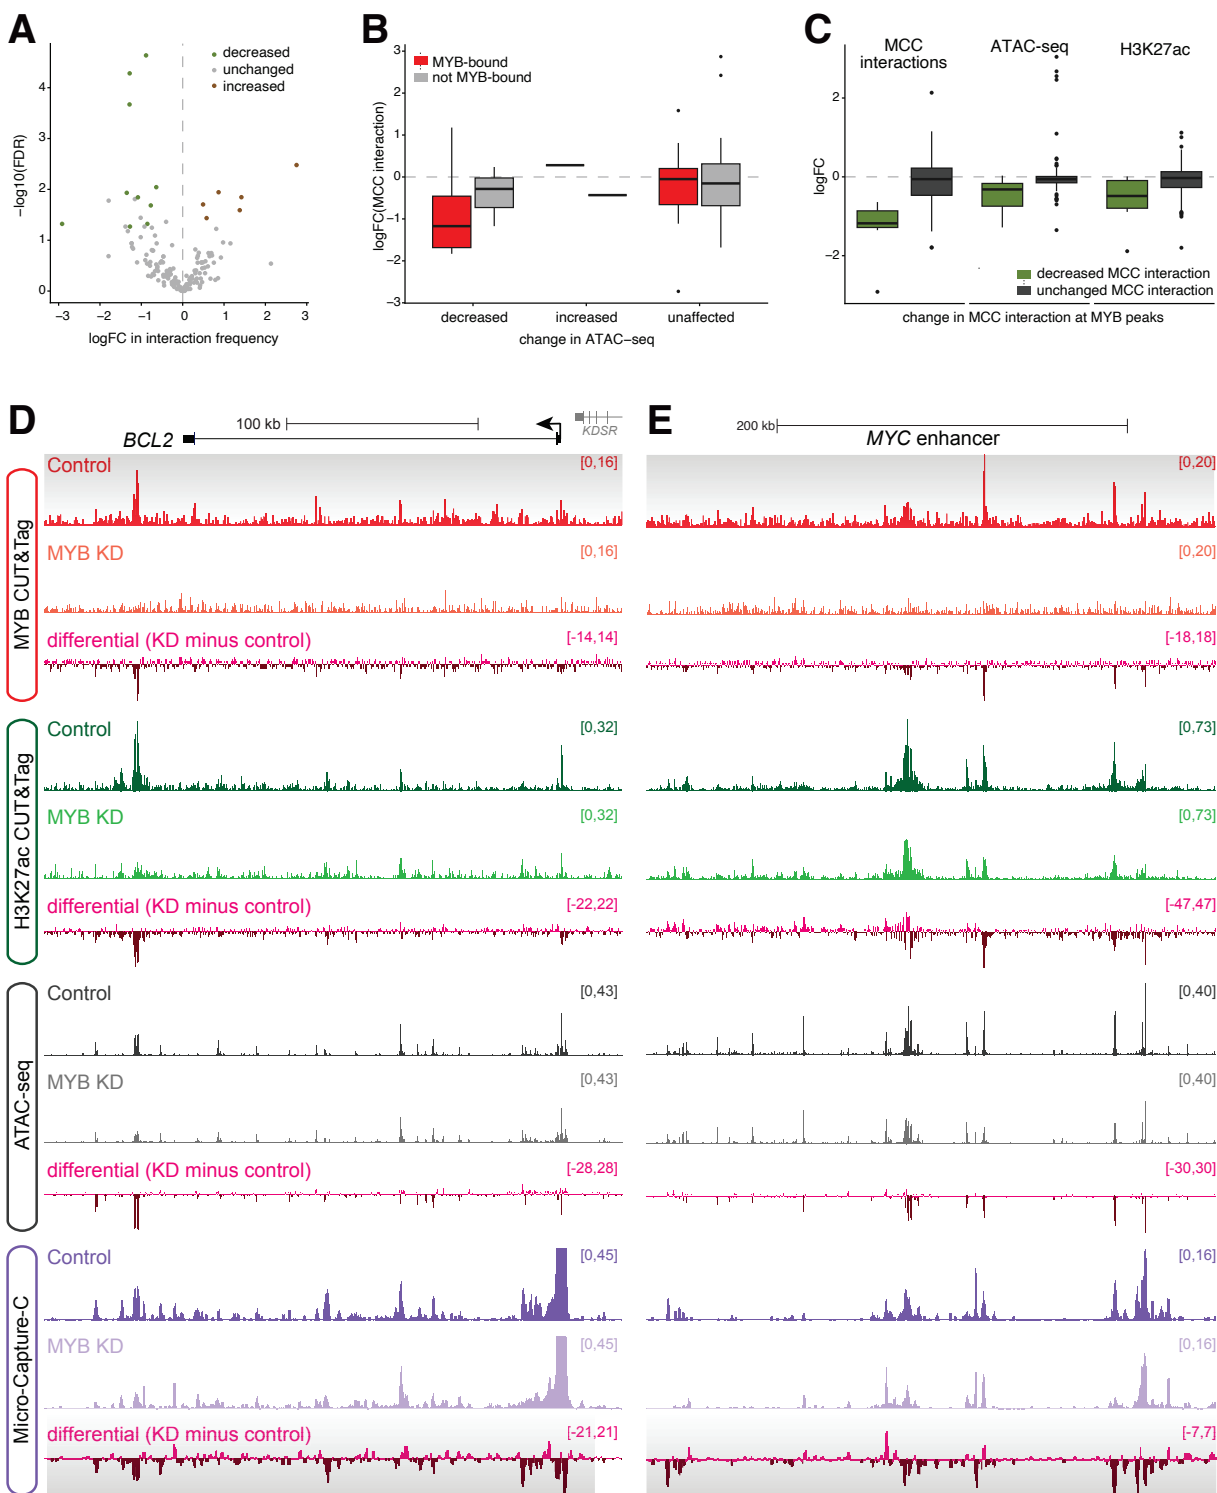 A
decreased
unchanged
increased
−log10(FDR)
4
3
2
1
0
−3 −2 −1 0 1 2 3
logFC in interaction frequency
B
MYB-bound
not MYB-bound
logFC(MCC interaction)
3
2
1
0
−1
−2
−3
decreased increased unaffected
change in ATAC−seq
C
MCC interactions
ATAC-seq
H3K27ac
logFC
2
0
−2
decreased MCC interaction
unchanged MCC interaction
change in MCC interaction at MYB peaks
D
100 kb
BCL2
KDSR
E
200 kb
MYC enhancer
MYB CUT&Tag
Control [0,16] [0,20]
MYB KD [0,16] [0,20]
differential (KD minus control) [-14,14] [-18,18]
H3K27ac CUT&Tag
Control [0,32] [0,73]
MYB KD [0,32] [0,73]
differential (KD minus control) [-22,22] [-47,47]
ATAC-seq
Control [0,43] [0,40]
MYB KD [0,43] [0,40]
differential (KD minus control) [-28,28] [-30,30]
Micro-Capture-C
Control [0,45] [0,16]
MYB KD [0,45] [0,16]
differential (KD minus control) [-21,21] [-7,7]